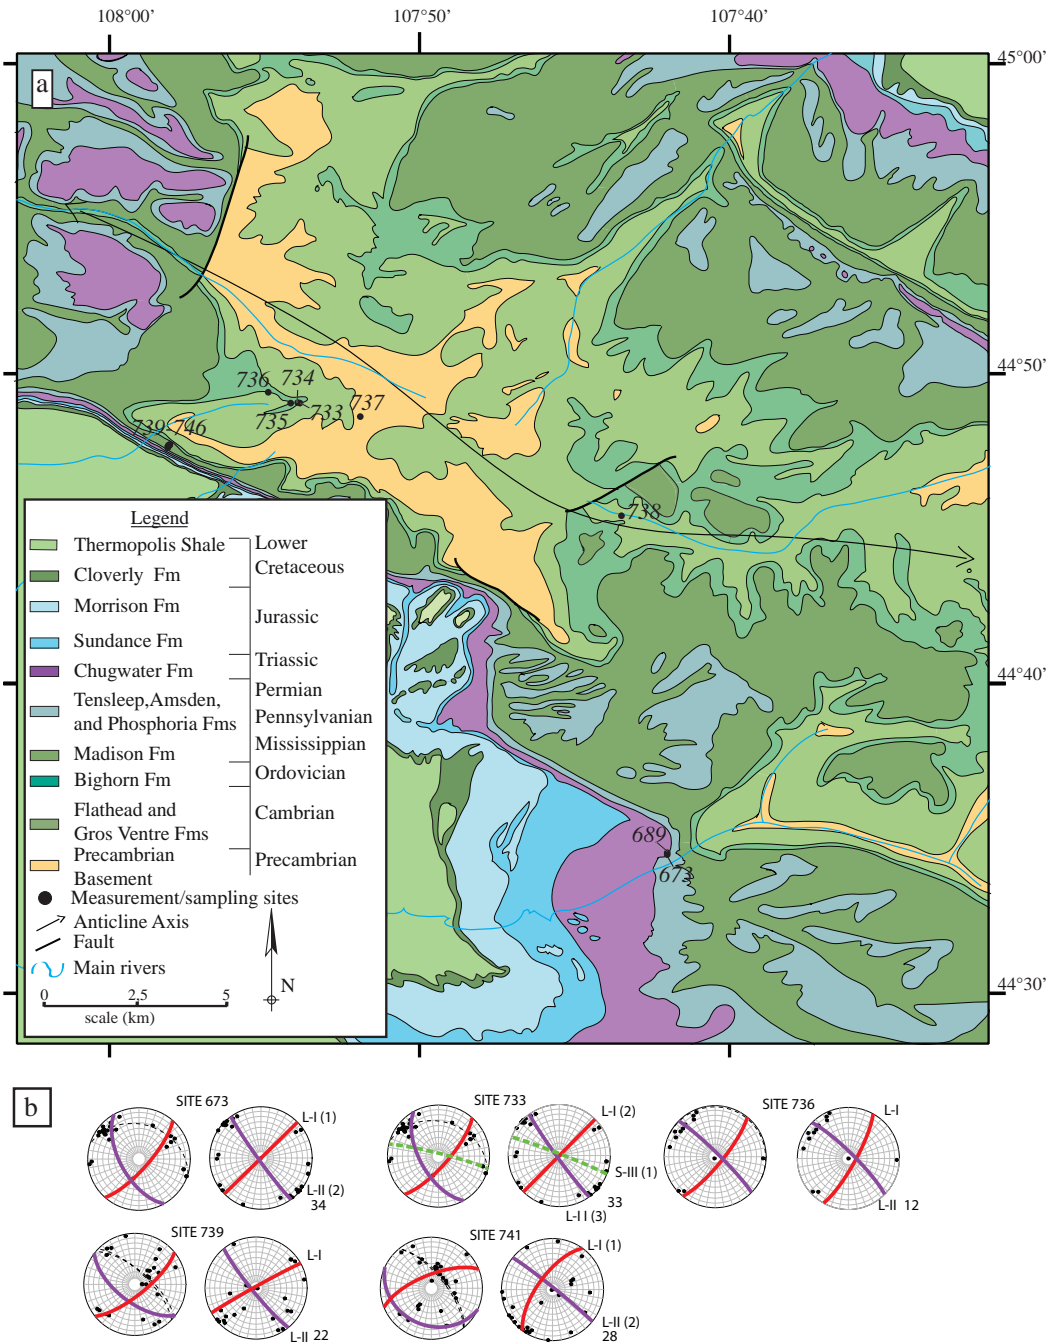 108°00’ 107°50’ 107°40’
a
45°00’
44°50’
44°40’
44°30’
736 734
735 733 737
739-746
738
689
673
Legend
Thermopolis Shale
Cloverly Fm
Lower
Cretaceous
Morrison Fm
Sundance Fm
Jurassic
Chugwater Fm
Triassic
Tensleep,Amsden,
and Phosphoria Fms
Permian
Pennsylvanian
Madison Fm
Mississippian
Bighorn Fm
Ordovician
Flathead and
Gros Ventre Fms
Cambrian
Precambrian
Basement
Precambrian
Measurement/sampling sites
Anticline Axis
Fault
Main rivers
N
0 2,5 5
scale (km)
b
SITE 673
L-I (1)
L-II (2)
34
SITE 733
L-I (2)
S-III (1)
33
L-I I (3)
SITE 736
L-I
L-II 12
SITE 739
L-I
L-II 22
SITE 741
L-I (1)
L-II (2)
28